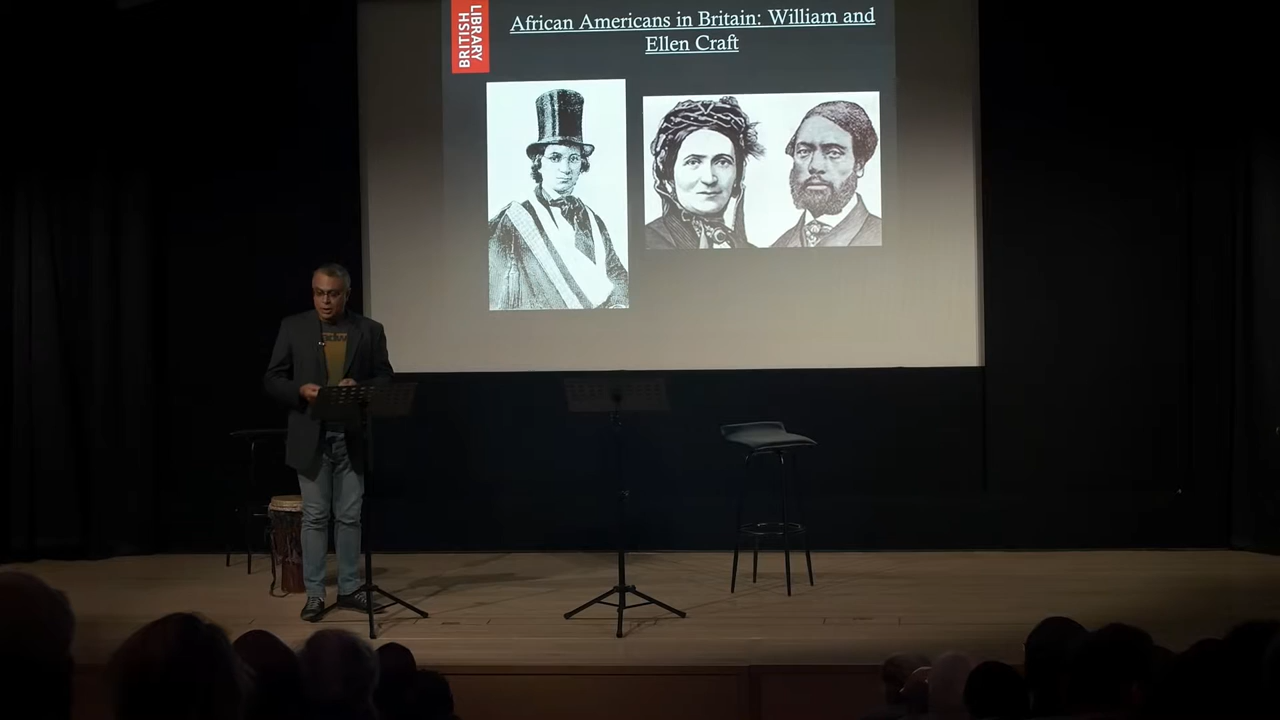 BRITISH
LIBRARY
African Americans in Britain: William and
Ellen Craft